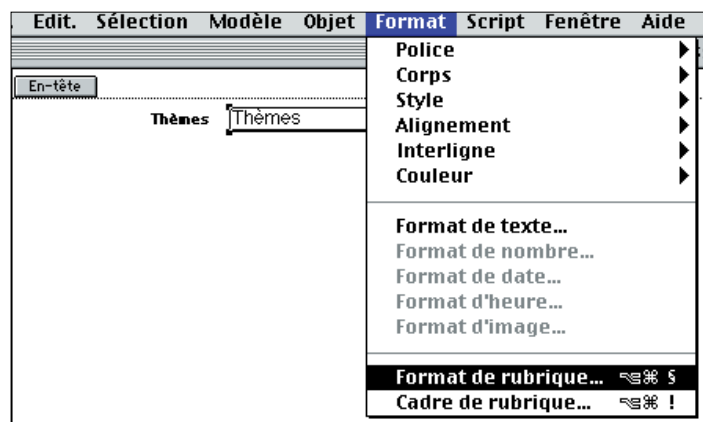 Edit. Sélection Modèle Objet Format Script Fenêtre Aide
En-tête
Thèmes Thèmes
Police
Corps
Style
Alignement
Interligne
Couleur
Format de texte...
Format de nombre...
Format de date...
Format d'heure...
Format d'image...
Format de rubrique... ⌥⌘ §
Cadre de rubrique... ⌥⌘ !